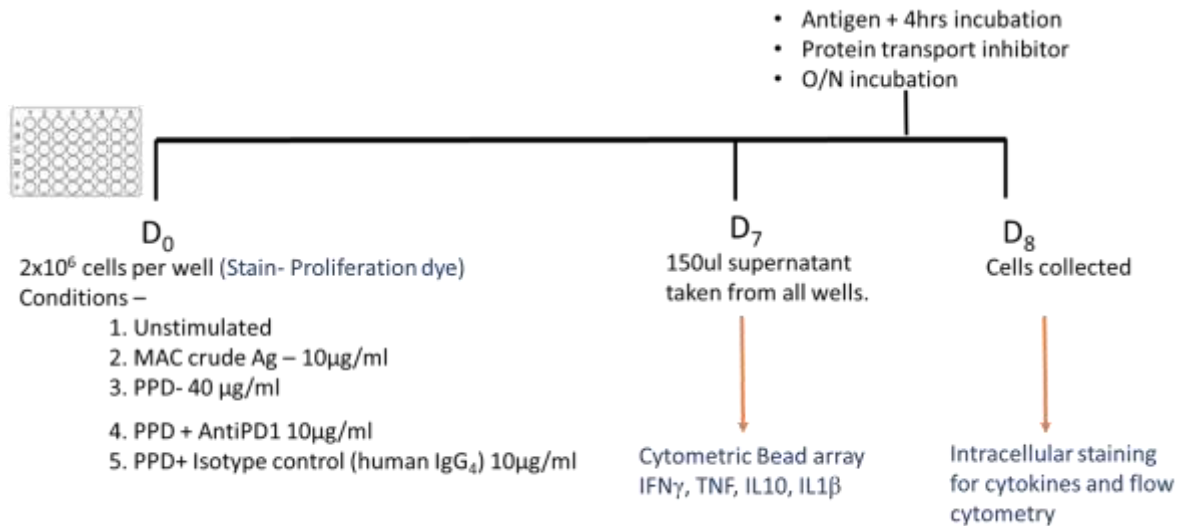 • Antigen + 4hrs incubation
• Protein transport inhibitor
• O/N incubation
D₀
2x10⁶ cells per well (Stain- Proliferation dye)
Conditions –
1. Unstimulated
2. MAC crude Ag – 10μg/ml
3. PPD- 40 μg/ml
4. PPD + AntiPD1 10μg/ml
5. PPD+ Isotype control (human IgG₄) 10μg/ml
D₇
150ul supernatant
taken from all wells.
Cytometric Bead array
IFNγ, TNF, IL10, IL1β
D₈
Cells collected
Intracellular staining
for cytokines and flow
cytometry